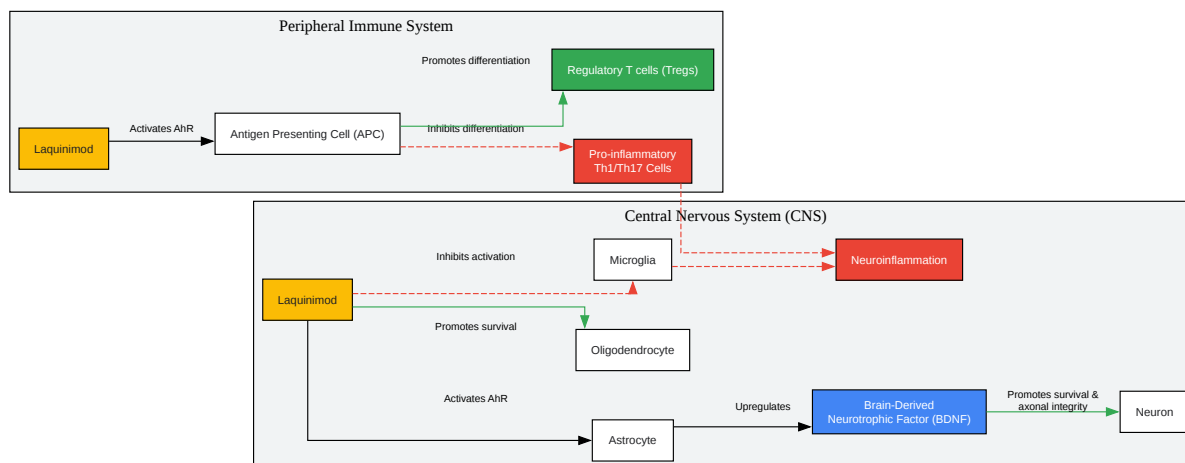 Peripheral Immune System
Promotes differentiation
Regulatory T cells (Tregs)
Laquinimod
Activates AhR
Antigen Presenting Cell (APC)
Inhibits differentiation
Pro-inflammatory
Th1/Th17 Cells
Central Nervous System (CNS)
Inhibits activation
Microglia
Neuroinflammation
Laquinimod
Promotes survival
Oligodendrocyte
Activates AhR
Astrocyte
Upregulates
Brain-Derived
Neurotrophic Factor (BDNF)
Promotes survival &
axonal integrity
Neuron